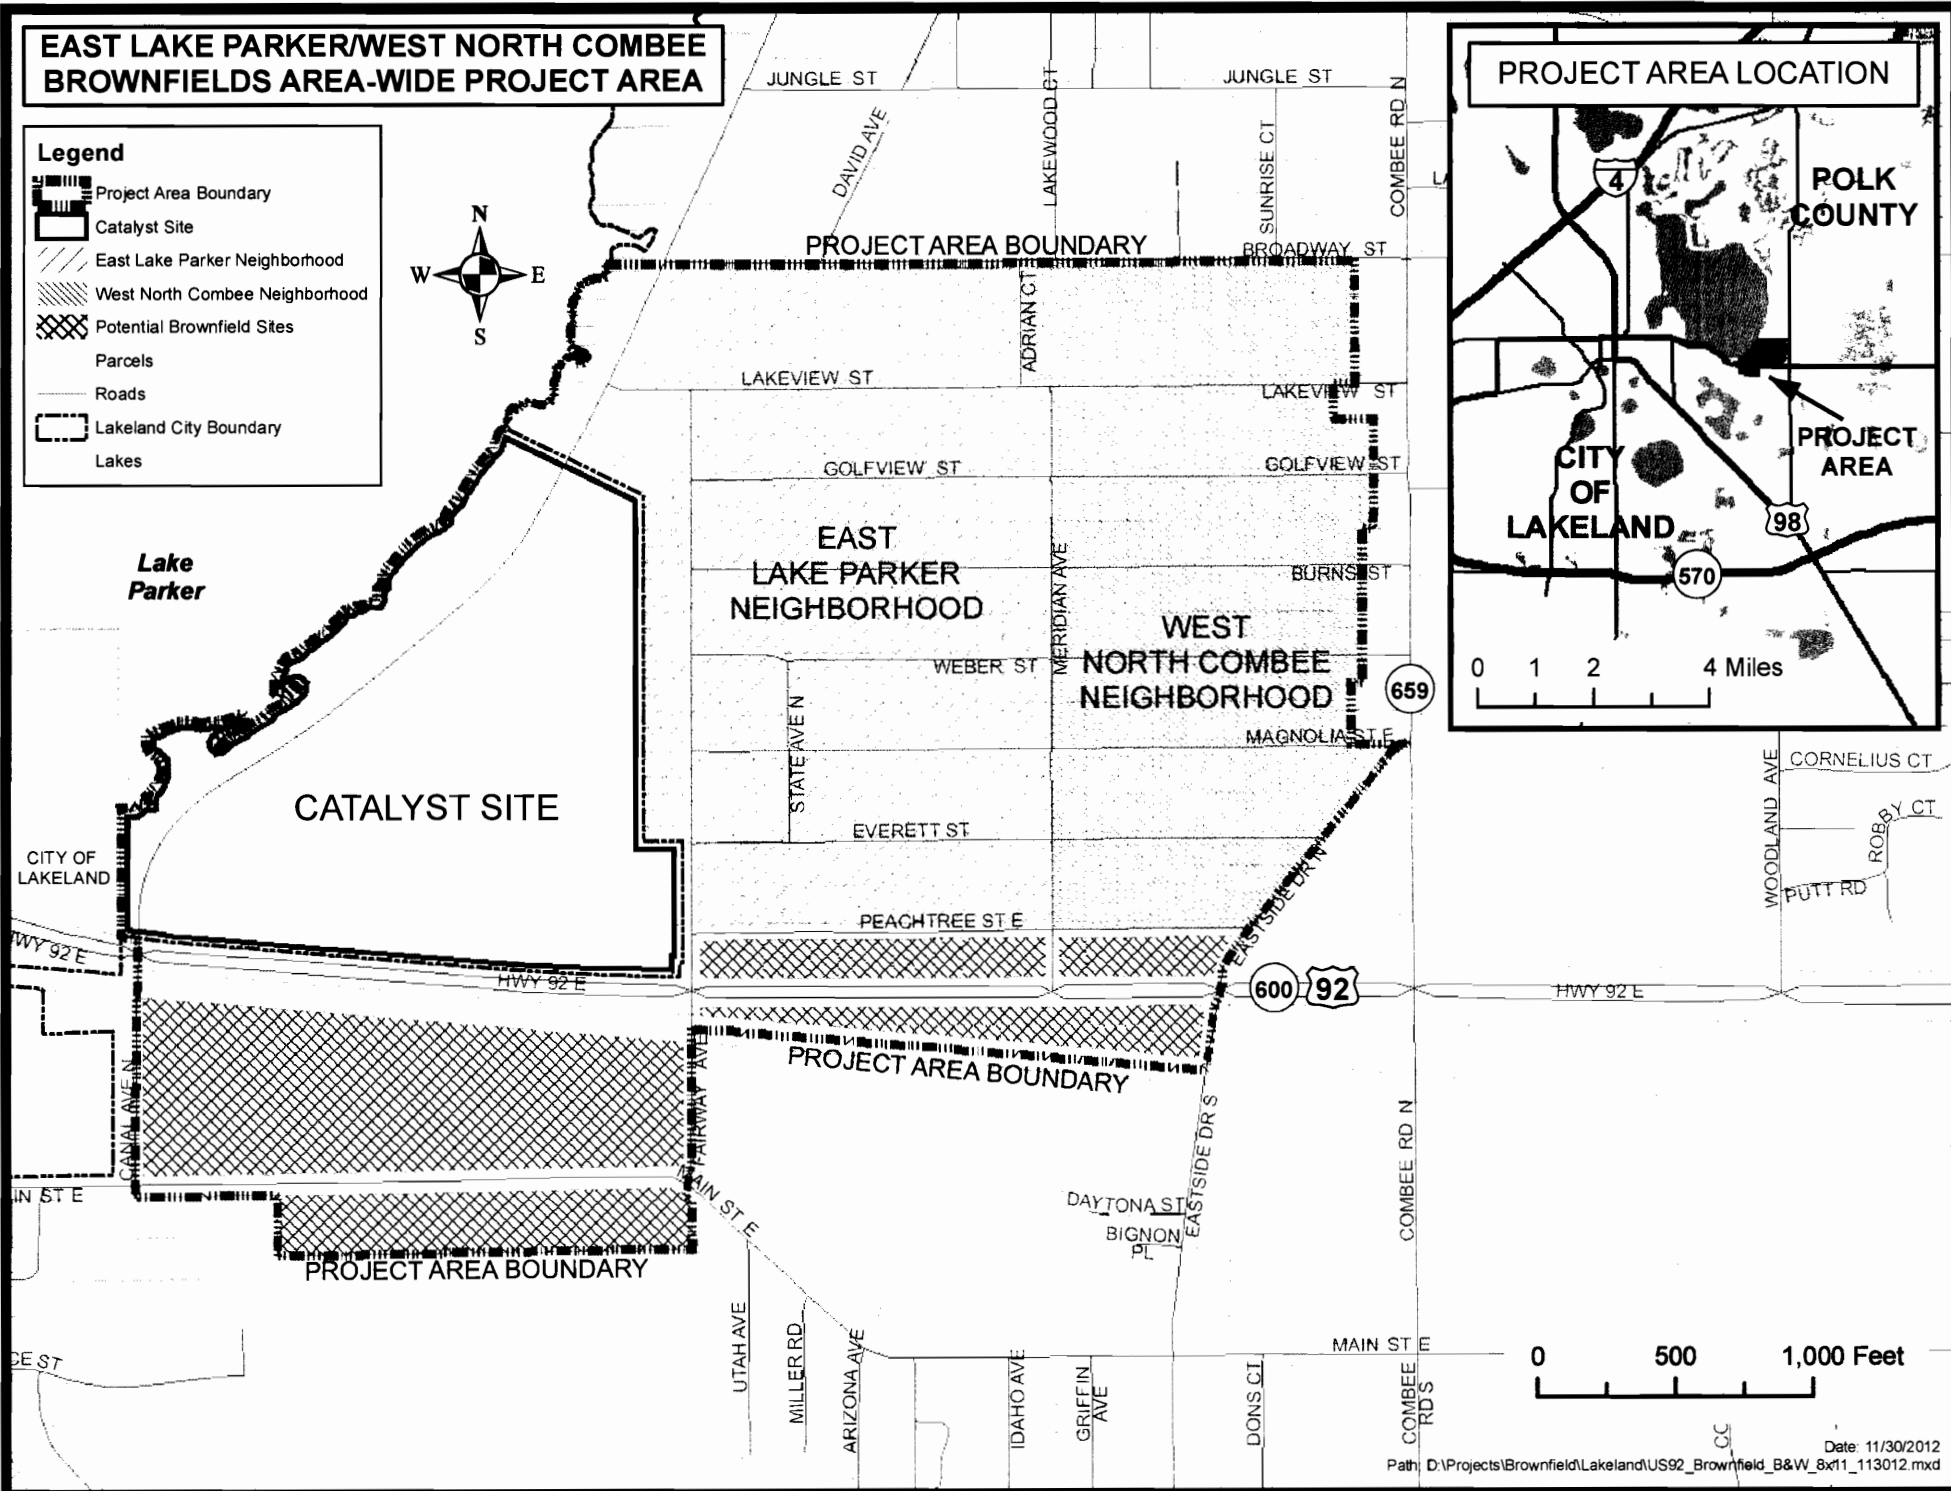 EAST LAKE PARKER/WEST NORTH COMBEE
BROWNFIELDS AREA-WIDE PROJECT AREA
Legend
Project Area Boundary
Catalyst Site
East Lake Parker Neighborhood
West North Combee Neighborhood
Potential Brownfield Sites
Parcels
Roads
Lakeland City Boundary
Lakes
N
W
E
S
JUNGLE ST
JUNGLE ST
DAVID AVE
LAKEWOOD CT
SUNRISE CT
COMBEE RD N
PROJECT AREA BOUNDARY
BROADWAY ST
ADRIAN CT
LAKEVIEW ST
LAKEVIEW ST
GOLFVIEW ST
GOLFVIEW ST
Lake
Parker
EAST
LAKE PARKER
NEIGHBORHOOD
MERIDIAN AVE
BURNS ST
WEST
NORTH COMBEE
NEIGHBORHOOD
WEBER ST
659
STATE AVE N
MAGNOLIA ST E
CATALYST SITE
EVERETT ST
CITY OF
LAKELAND
PEACHTREE ST E
EASTSIDE DR N
HWY 92 E
HWY 92 E
600
92
HWY 92 E
PROJECT AREA BOUNDARY
CANAL AVE N
FAIRWAY AVE
IN ST E
MAIN ST E
PROJECT AREA BOUNDARY
EASTSIDE DR S
COMBEE RD N
DAYTONA ST
BIGNON
PL
UTAH AVE
MILLER RD
ARIZONA AVE
IDAHO AVE
GRIFFIN
AVE
DONS CT
MAIN ST E
COMBEE
RD S
CE ST
WOODLAND AVE
CORNELIUS CT
ROBBY CT
PUTT RD
PROJECT AREA LOCATION
4
POLK
COUNTY
PROJECT
AREA
CITY
OF
LAKELAND
98
570
0 1 2 4 Miles
0 500 1,000 Feet
CC
Date: 11/30/2012
Path: D:\Projects\Brownfield\Lakeland\US92_Brownfield_B&W_8x11_113012.mxd